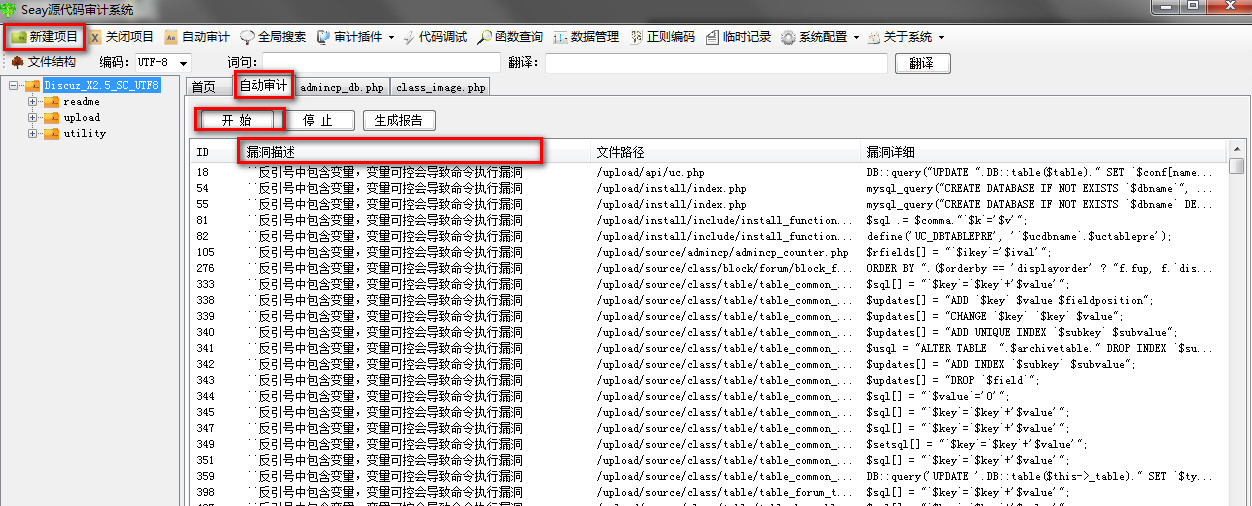 Seay源代码审计系统
新建项目 关闭项目 自动审计 全局搜索 审计插件 代码调试 函数查询 数据管理 正则编码 临时记录 系统配置 关于系统
文件结构 编码: UTF-8 词句: 翻译: 翻译
Discuz_X2.5_SC_UTF8
readme
upload
utility
首页 自动审计 admincp_db.php class_image.php
开 始 停 止 生成报告
ID 漏洞描述 文件路径 漏洞详细
18 ``反引号中包含变量，变量可控会导致命令执行漏洞 /upload/api/uc.php DB::query("UPDATE ".DB::table($table)." SET `$conf[name...
54 ``反引号中包含变量，变量可控会导致命令执行漏洞 /upload/install/index.php mysql_query("CREATE DATABASE IF NOT EXISTS `$dbname`", ...
55 ``反引号中包含变量，变量可控会导致命令执行漏洞 /upload/install/index.php mysql_query("CREATE DATABASE IF NOT EXISTS `$dbname` DE...
81 ``反引号中包含变量，变量可控会导致命令执行漏洞 /upload/install/include/install_function... $sql .= $comma."`$k`='$v'";
82 ``反引号中包含变量，变量可控会导致命令执行漏洞 /upload/install/include/install_function... define('UC_DBTABLEPRE', '`$ucdbname`.$uctablepre');
105 ``反引号中包含变量，变量可控会导致命令执行漏洞 /upload/source/admincp/admincp_counter.php $rfields[] = "`$ikey`='$ival'";
276 ``反引号中包含变量，变量可控会导致命令执行漏洞 /upload/source/class/block/forum/block_f... ORDER BY ".($orderby == 'displayorder' ? "f.fup, f.`dis...
333 ``反引号中包含变量，变量可控会导致命令执行漏洞 /upload/source/class/table/table_common_... $sql[] = "`$key`=`$key`+'$value'";
338 ``反引号中包含变量，变量可控会导致命令执行漏洞 /upload/source/class/table/table_common_... $updates[] = "ADD `$key` $value $fieldposition";
339 ``反引号中包含变量，变量可控会导致命令执行漏洞 /upload/source/class/table/table_common_... $updates[] = "CHANGE `$key` `$key` $value";
340 ``反引号中包含变量，变量可控会导致命令执行漏洞 /upload/source/class/table/table_common_... $updates[] = "ADD UNIQUE INDEX `$subkey` $subvalue";
341 ``反引号中包含变量，变量可控会导致命令执行漏洞 /upload/source/class/table/table_common_... $usql = "ALTER TABLE  ".$archivetable." DROP INDEX `$su...
342 ``反引号中包含变量，变量可控会导致命令执行漏洞 /upload/source/class/table/table_common_... $updates[] = "ADD INDEX `$subkey` $subvalue";
343 ``反引号中包含变量，变量可控会导致命令执行漏洞 /upload/source/class/table/table_common_... $updates[] = "DROP `$field`";
344 ``反引号中包含变量，变量可控会导致命令执行漏洞 /upload/source/class/table/table_common_... $sql[] = "`$value`='0'";
345 ``反引号中包含变量，变量可控会导致命令执行漏洞 /upload/source/class/table/table_common_... $sql[] = "`$key`=`$key`+'$value'";
347 ``反引号中包含变量，变量可控会导致命令执行漏洞 /upload/source/class/table/table_common_... $sql[] = "`$key`=`$key`+'$value'";
349 ``反引号中包含变量，变量可控会导致命令执行漏洞 /upload/source/class/table/table_common_... $setsql[] = "`$key`=`$key`+'$value'";
351 ``反引号中包含变量，变量可控会导致命令执行漏洞 /upload/source/class/table/table_common_... $sql[] = "`$key`=`$key`+'$value'";
359 ``反引号中包含变量，变量可控会导致命令执行漏洞 /upload/source/class/table/table_common_... DB::query('UPDATE '.DB::table($this->_table)." SET `$ty...
398 ``反引号中包含变量，变量可控会导致命令执行漏洞 /upload/source/class/table/table_forum_t... $sql[] = "`$key`=`$key`+'$value'";